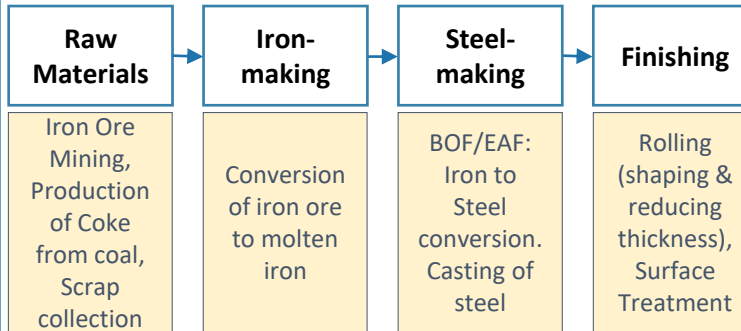 Raw
Materials
Iron-
making
Steel-
making
Finishing
Iron Ore
Mining,
Production
of Coke
from coal,
Scrap
collection
Conversion
of iron ore
to molten
iron
BOF/EAF:
Iron to
Steel
conversion.
Casting of
steel
Rolling
(shaping &
reducing
thickness),
Surface
Treatment